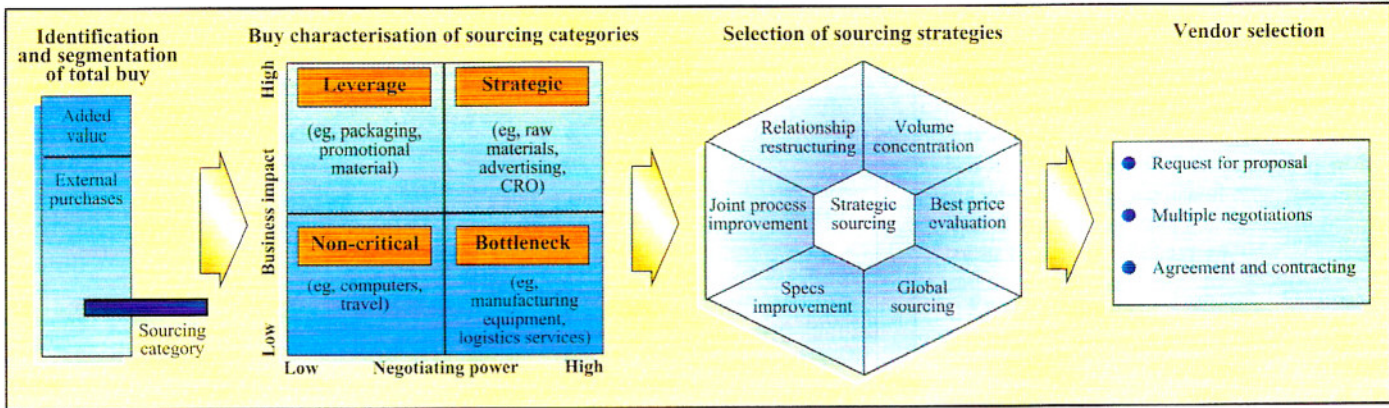 Identification
and segmentation
of total buy
Added
value
External
purchases
Sourcing
category
Buy characterisation of sourcing categories
High
Business impact
Low
Leverage
(eg, packaging,
promotional
material)
Strategic
(eg, raw
materials,
advertising,
CRO)
Non-critical
(eg, computers,
travel)
Bottleneck
(eg,
manufacturing
equipment,
logistics services)
Low
Negotiating power
High
Selection of sourcing strategies
Relationship
restructuring
Volume
concentration
Joint process
improvement
Strategic
sourcing
Best price
evaluation
Specs
improvement
Global
sourcing
Vendor selection
Request for proposal
Multiple negotiations
Agreement and contracting